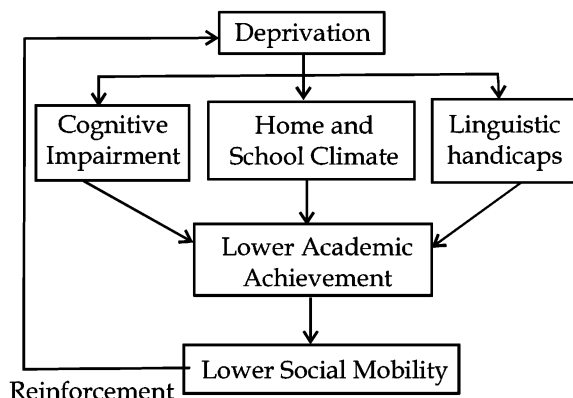 Deprivation
Cognitive
Impairment
Home and
School Climate
Linguistic
handicaps
Lower Academic
Achievement
Lower Social Mobility
Reinforcement